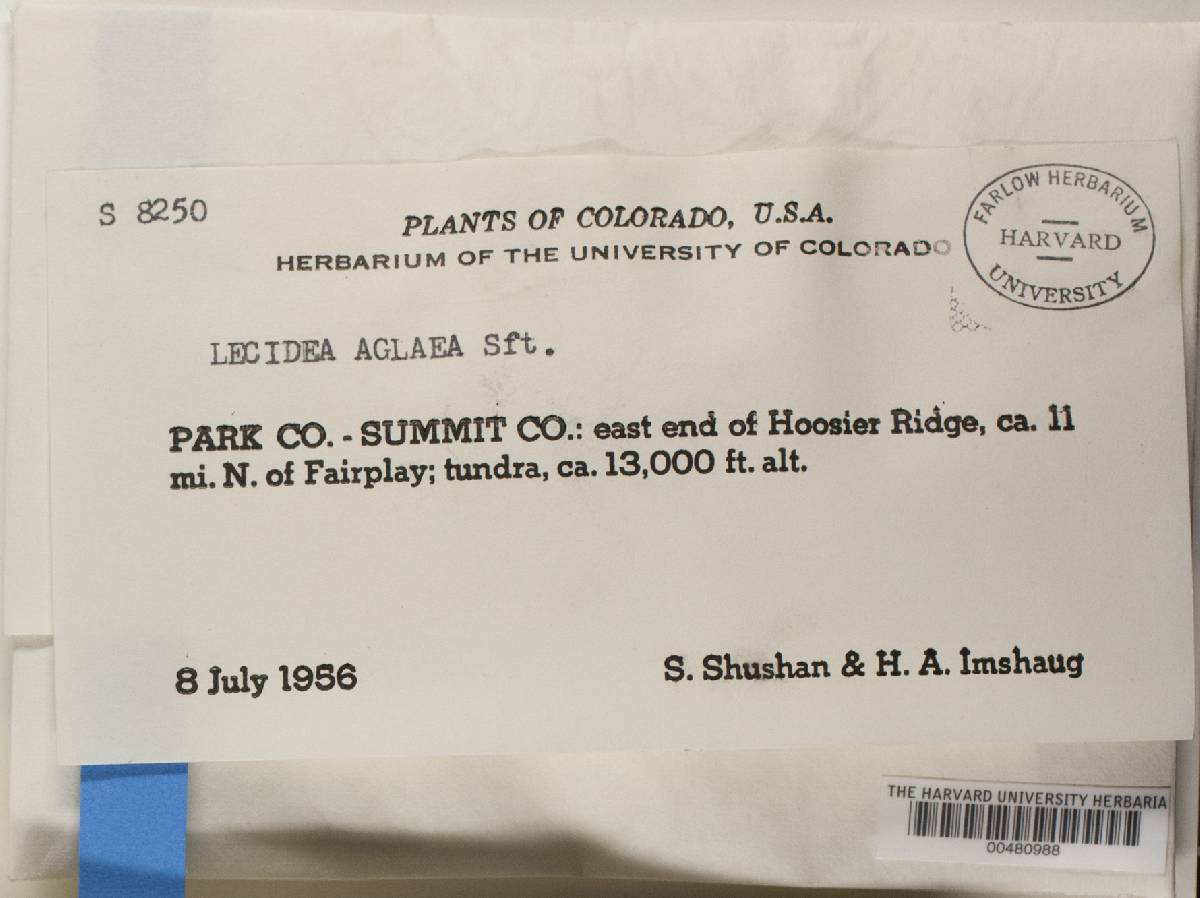 S 8250
PLANTS OF COLORADO, U.S.A.
HERBARIUM OF THE UNIVERSITY OF COLORADO
FARLOW HERBARIUM
HARVARD
UNIVERSITY
LECIDEA AGLAEA Sft.
PARK CO. - SUMMIT CO.: east end of Hoosier Ridge, ca. 11
mi. N. of Fairplay; tundra, ca. 13,000 ft. alt.
8 July 1956
S. Shushan & H. A. Imshaug
THE HARVARD UNIVERSITY HERBARIA
00480988